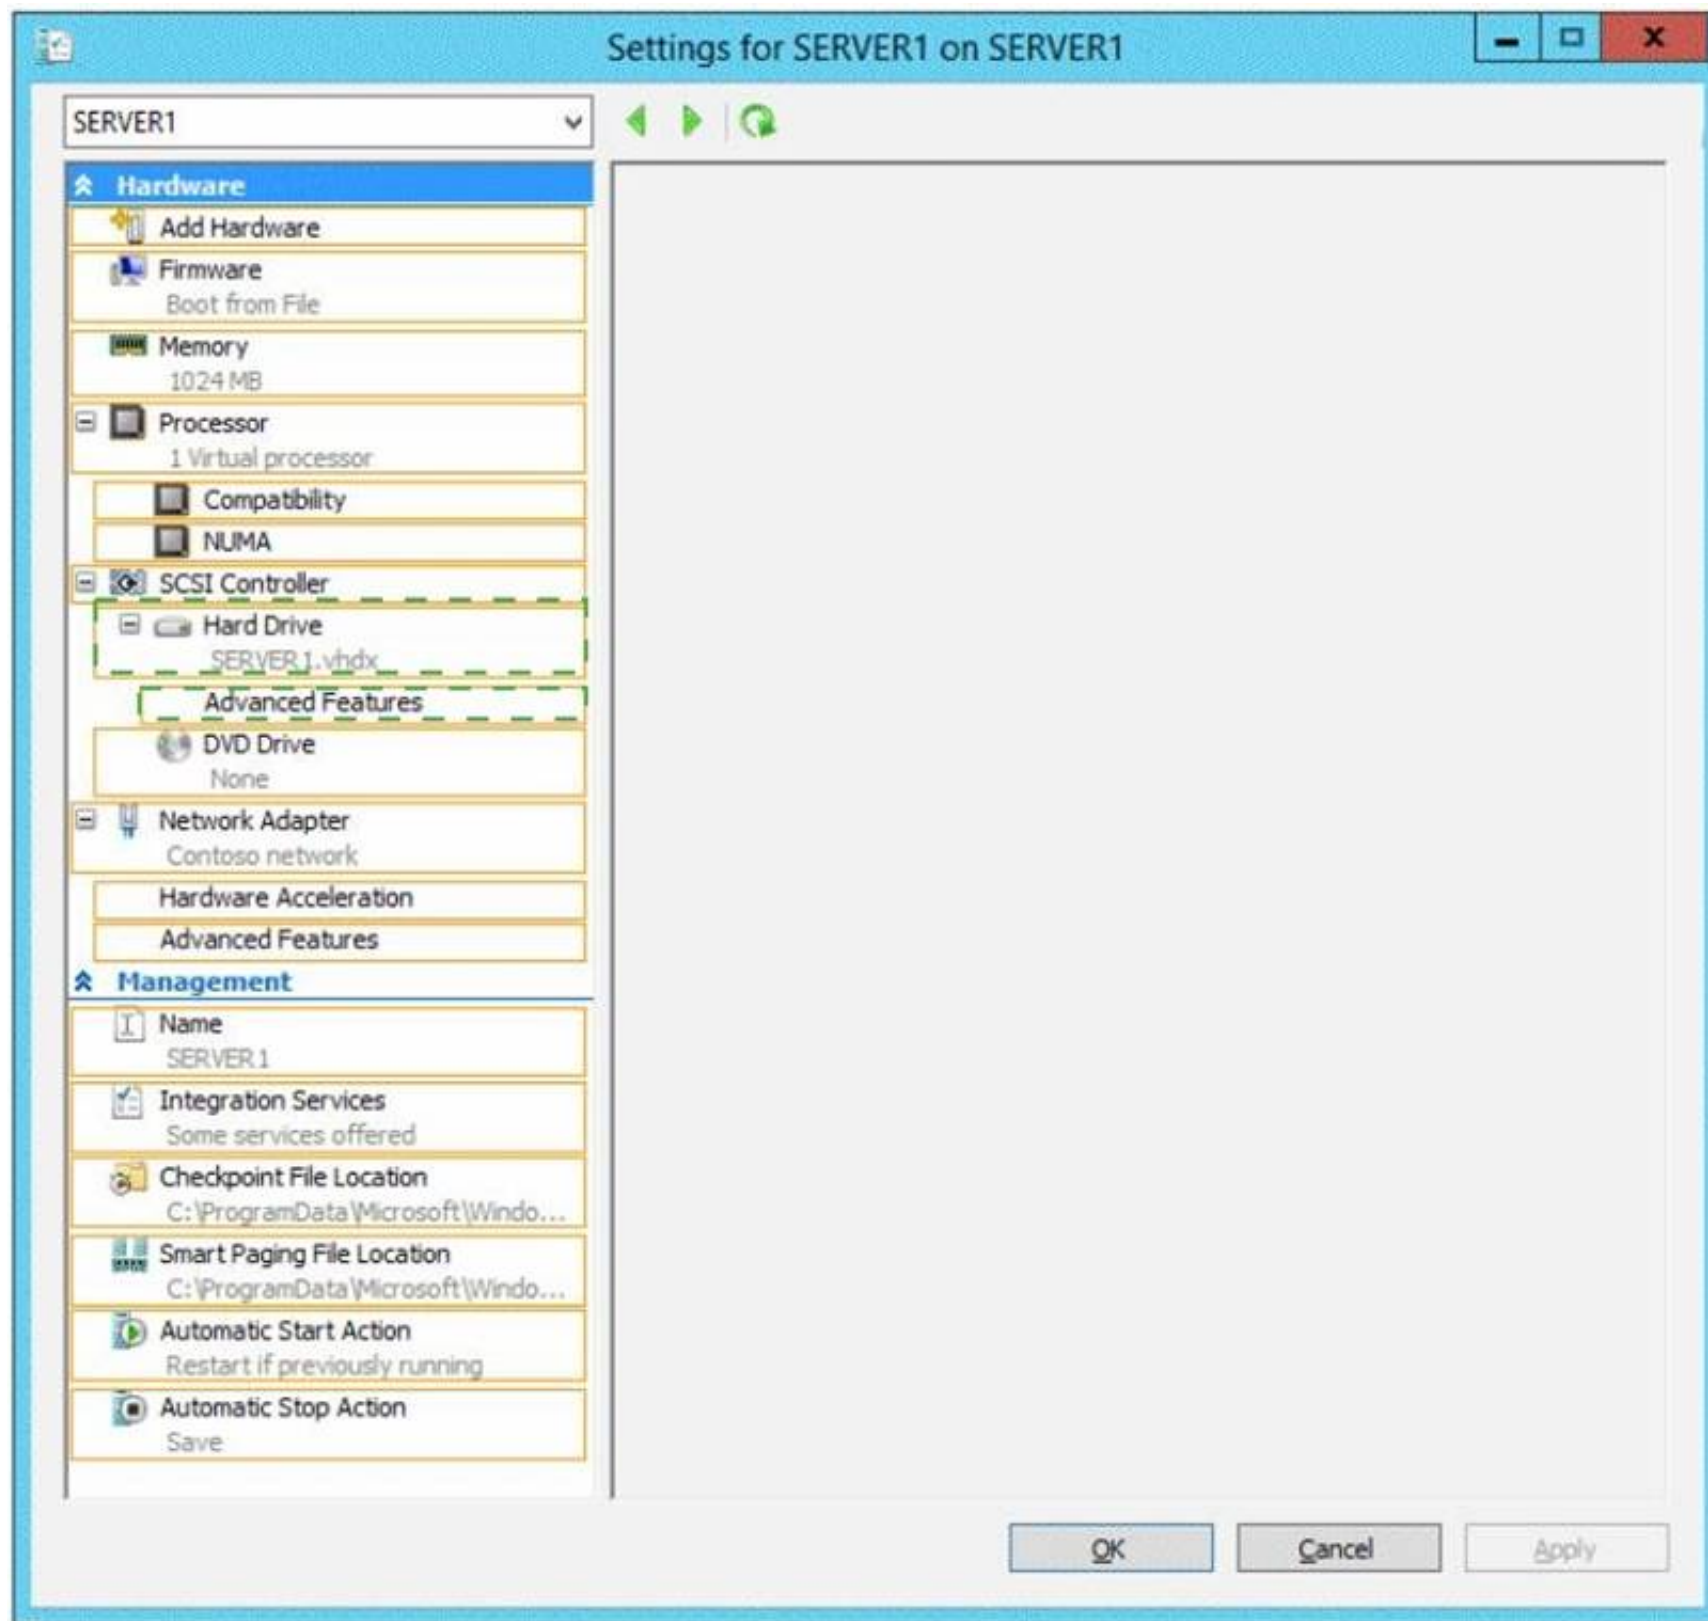 Settings for SERVER1 on SERVER1
SERVER1
Hardware
Add Hardware
Firmware
Boot from File
Memory
1024 MB
Processor
1 Virtual processor
Compatibility
NUMA
SCSI Controller
Hard Drive
SERVER1.vhdx
Advanced Features
DVD Drive
None
Network Adapter
Contoso network
Hardware Acceleration
Advanced Features
Management
Name
SERVER1
Integration Services
Some services offered
Checkpoint File Location
C:\ProgramData\Microsoft\Windo...
Smart Paging File Location
C:\ProgramData\Microsoft\Windo...
Automatic Start Action
Restart if previously running
Automatic Stop Action
Save
OK Cancel Apply